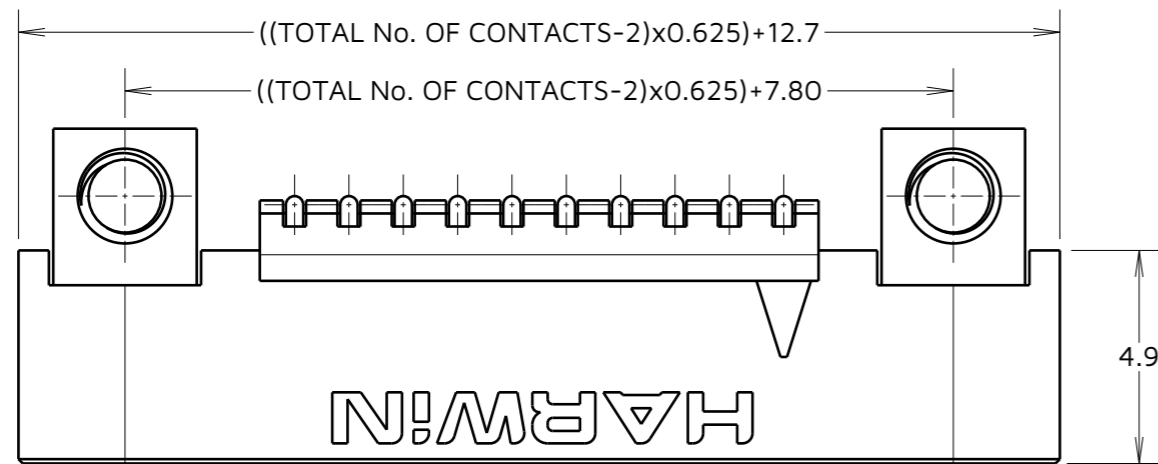 ((TOTAL No. OF CONTACTS-2)x0.625)+12.7
((TOTAL No. OF CONTACTS-2)x0.625)+7.80
4.9
HARWiN